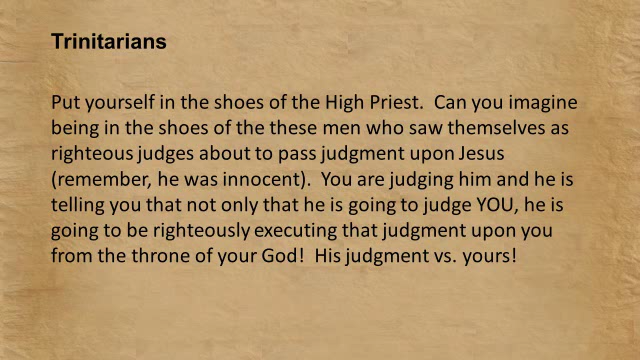 Trinitarians
Put yourself in the shoes of the High Priest.  Can you imagine
being in the shoes of the these men who saw themselves as
righteous judges about to pass judgment upon Jesus
(remember, he was innocent).  You are judging him and he is
telling you that not only that he is going to judge YOU, he is
going to be righteously executing that judgment upon you
from the throne of your God!  His judgment vs. yours!